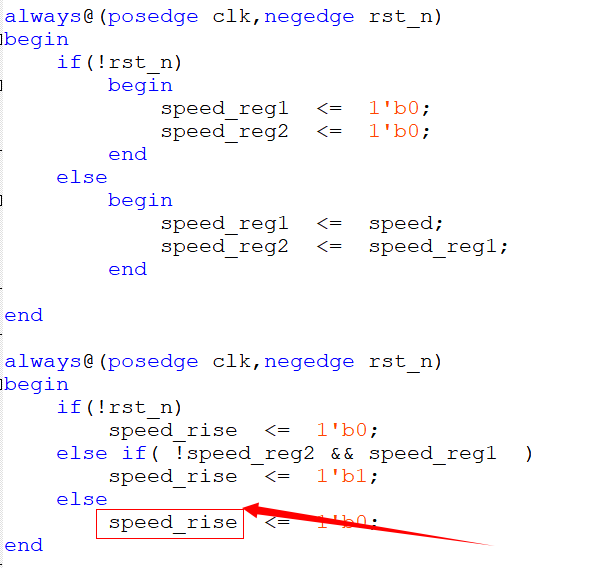 always@(posedge clk,negedge rst_n)
begin
    if(!rst_n)
        begin
            speed_reg1  <=  1'b0;
            speed_reg2  <=  1'b0;
        end
    else
        begin
            speed_reg1  <=  speed;
            speed_reg2  <=  speed_reg1;
        end
end
always@(posedge clk,negedge rst_n)
begin
    if(!rst_n)
        speed_rise  <=  1'b0;
    else if( !speed_reg2 && speed_reg1  )
        speed_rise  <=  1'b1;
    else
        speed_rise  <=  1'b0;
end